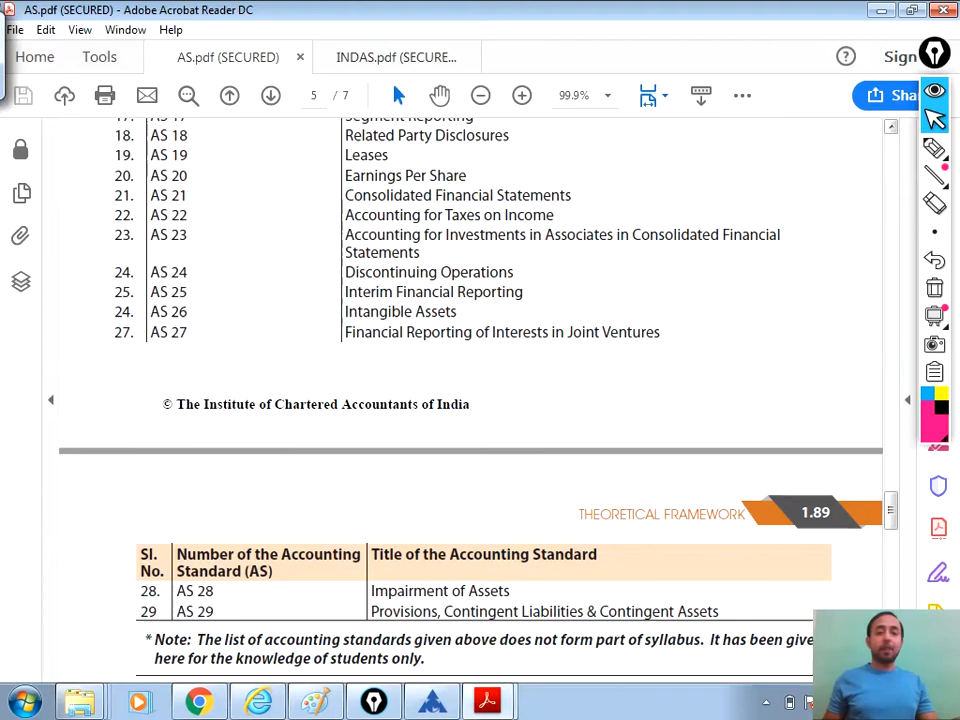 AS.pdf (SECURED) - Adobe Acrobat Reader DC
File Edit View Window Help
Home Tools AS.pdf (SECURED) × INDAS.pdf (SECURE... Sign
5 / 7 99.9% Sha
17. AS 17 Segment Reporting
18. AS 18 Related Party Disclosures
19. AS 19 Leases
20. AS 20 Earnings Per Share
21. AS 21 Consolidated Financial Statements
22. AS 22 Accounting for Taxes on Income
23. AS 23 Accounting for Investments in Associates in Consolidated Financial
Statements
24. AS 24 Discontinuing Operations
25. AS 25 Interim Financial Reporting
24. AS 26 Intangible Assets
27. AS 27 Financial Reporting of Interests in Joint Ventures
© The Institute of Chartered Accountants of India
THEORETICAL FRAMEWORK 1.89
Sl. Number of the Accounting Title of the Accounting Standard
No. Standard (AS)
28. AS 28 Impairment of Assets
29 AS 29 Provisions, Contingent Liabilities & Contingent Assets
* Note: The list of accounting standards given above does not form part of syllabus. It has been give
here for the knowledge of students only.